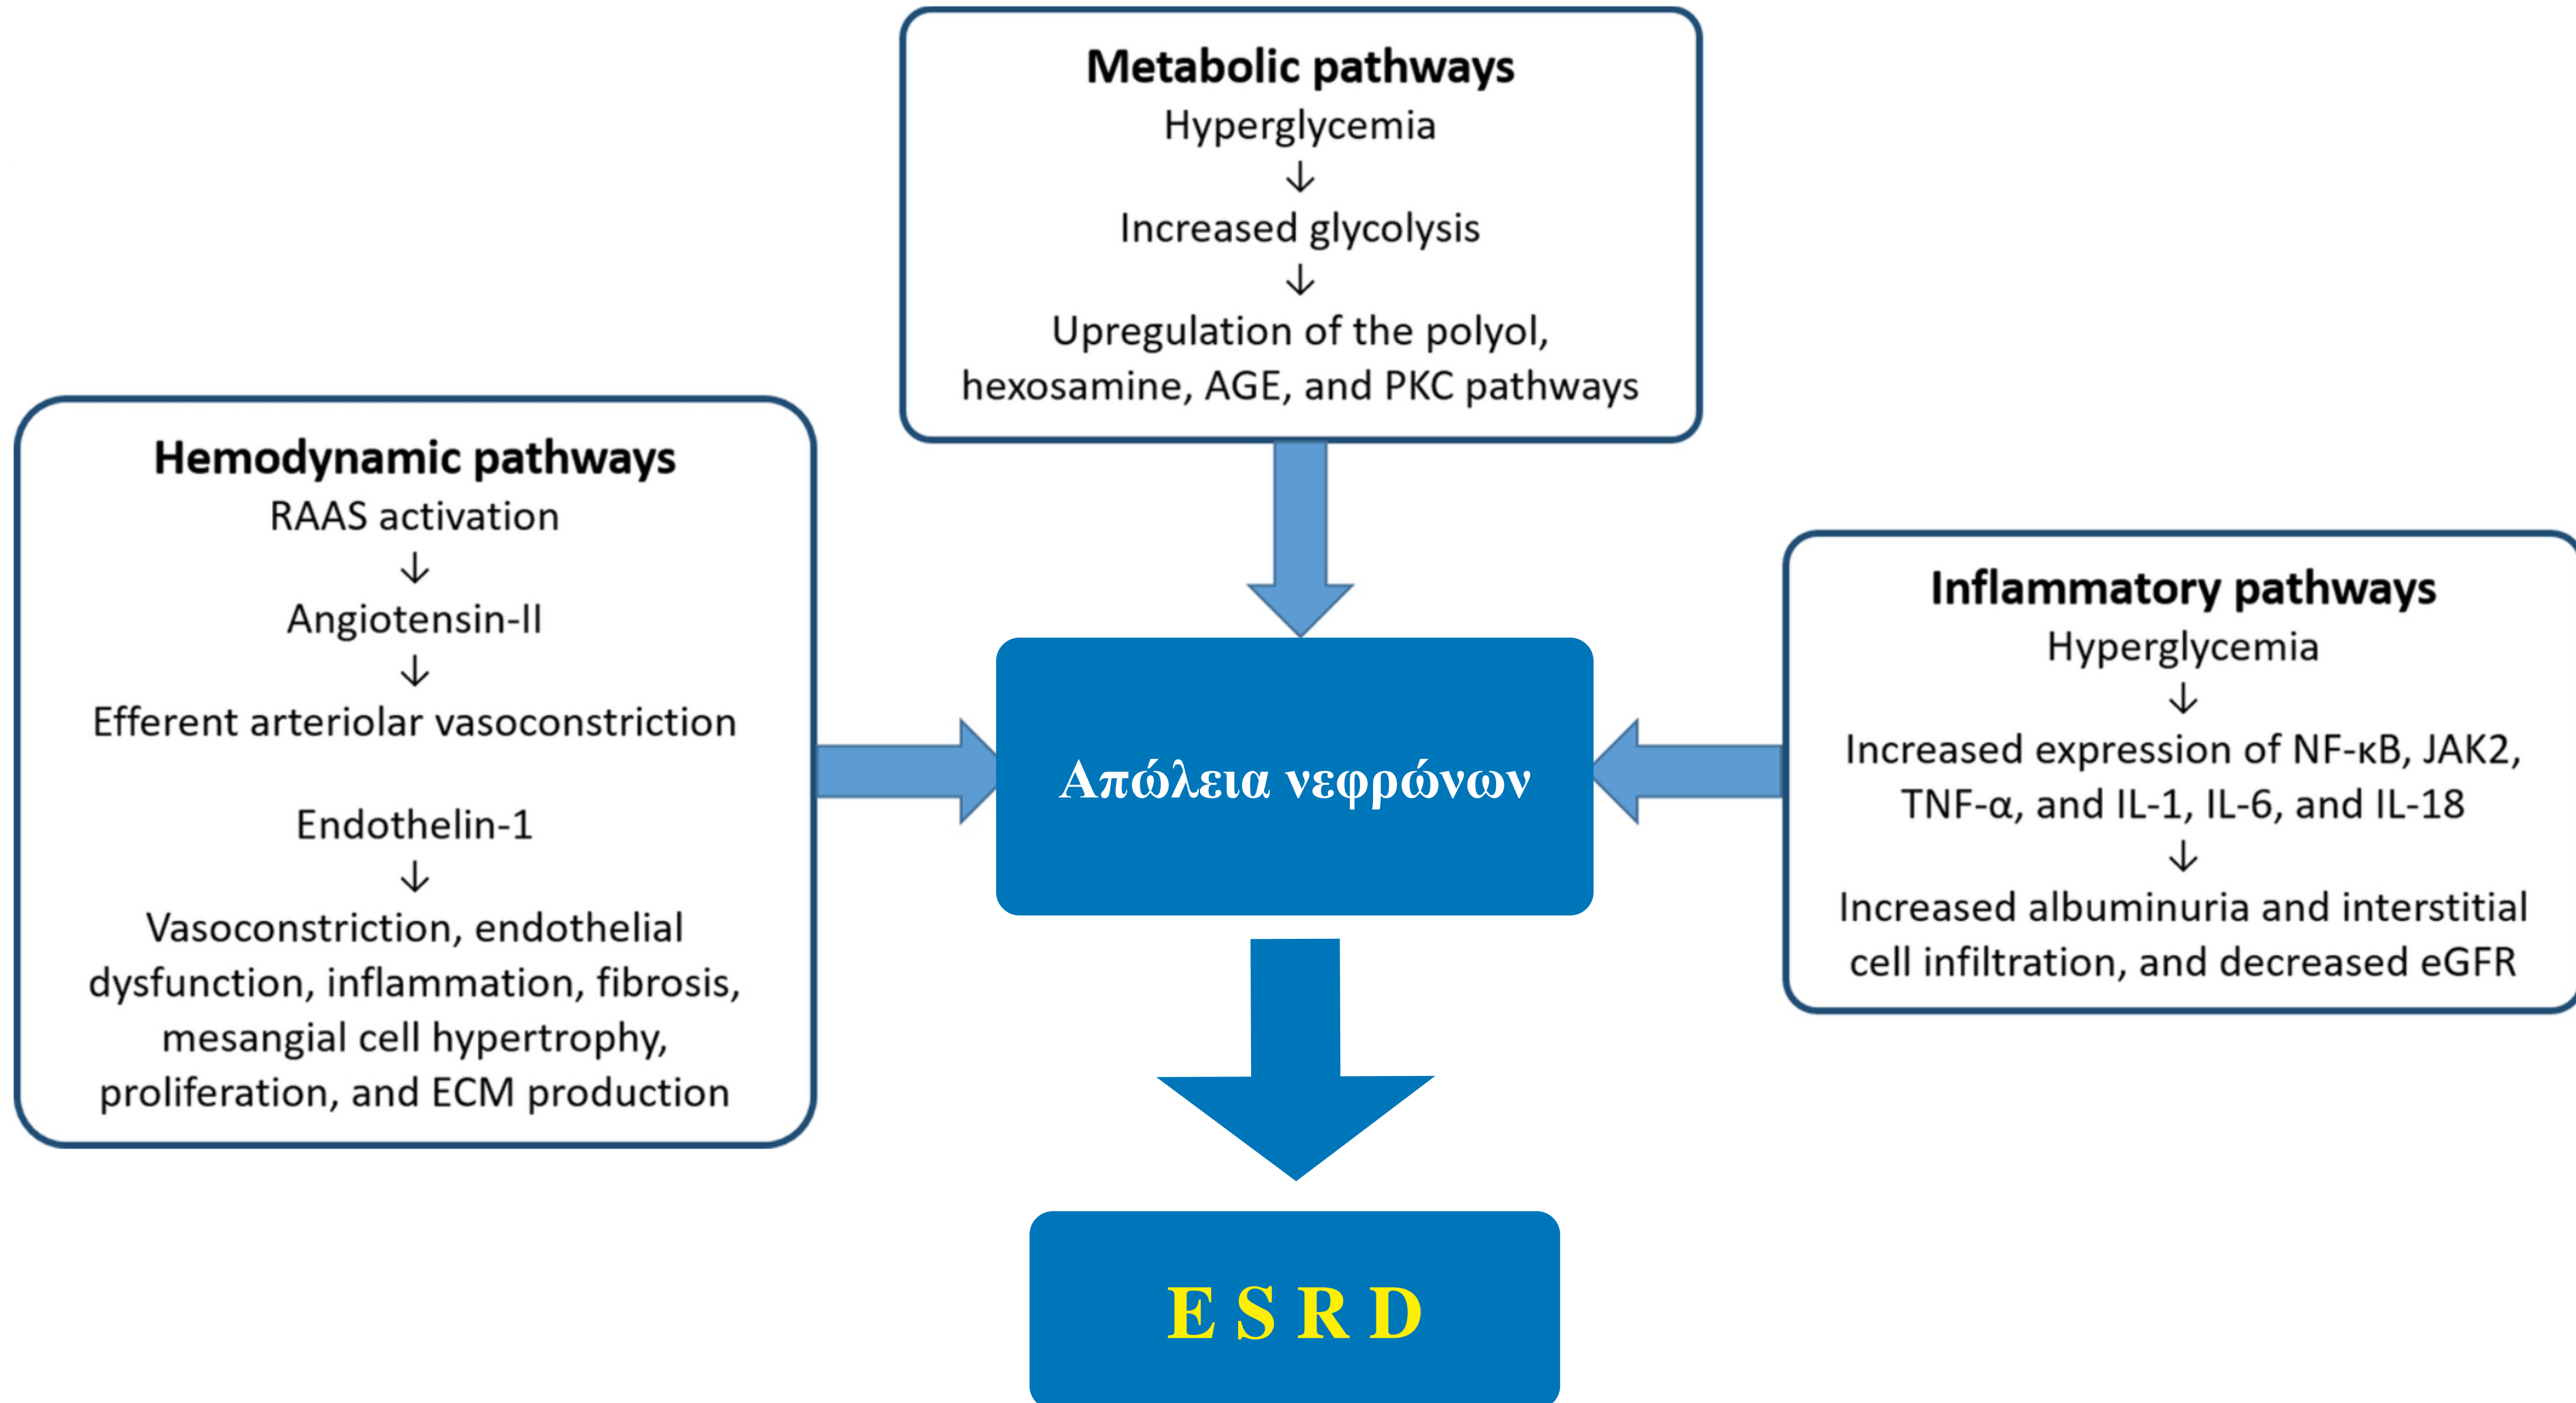 Metabolic pathways
Hyperglycemia
↓
Increased glycolysis
↓
Upregulation of the polyol,
hexosamine, AGE, and PKC pathways
Hemodynamic pathways
RAAS activation
↓
Angiotensin-II
↓
Efferent arteriolar vasoconstriction
Endothelin-1
↓
Vasoconstriction, endothelial
dysfunction, inflammation, fibrosis,
mesangial cell hypertrophy,
proliferation, and ECM production
Inflammatory pathways
Hyperglycemia
↓
Increased expression of NF-κB, JAK2,
TNF-α, and IL-1, IL-6, and IL-18
↓
Increased albuminuria and interstitial
cell infiltration, and decreased eGFR
Απώλεια νεφρώνων
E S R D